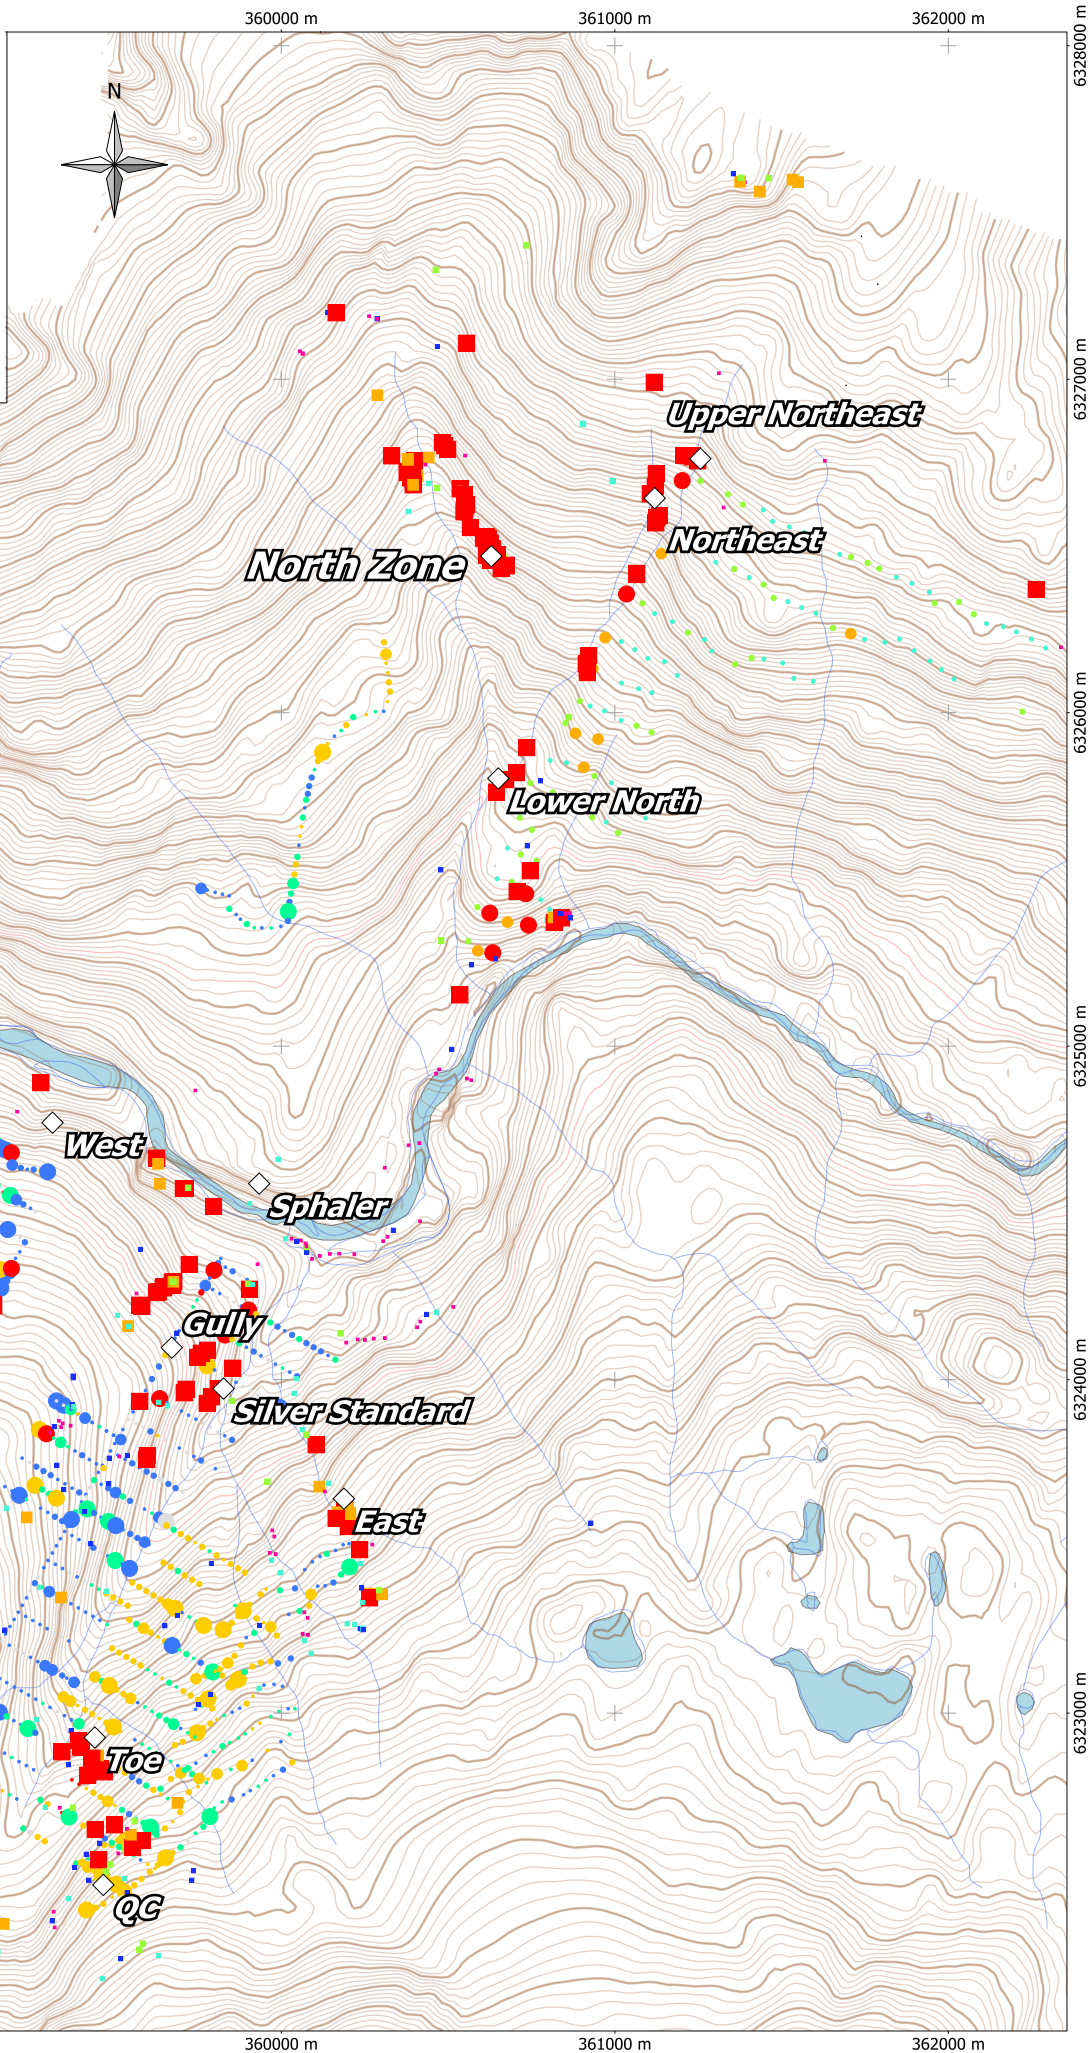 360000 m 361000 m 362000 m
6328000 m
N
6327000 m
Upper Northeast
Northeast
North Zone
6326000 m
Lower North
6325000 m
West
Sphaler
Gully
6324000 m
Silver Standard
East
6323000 m
Toe
QC
360000 m 361000 m 362000 m